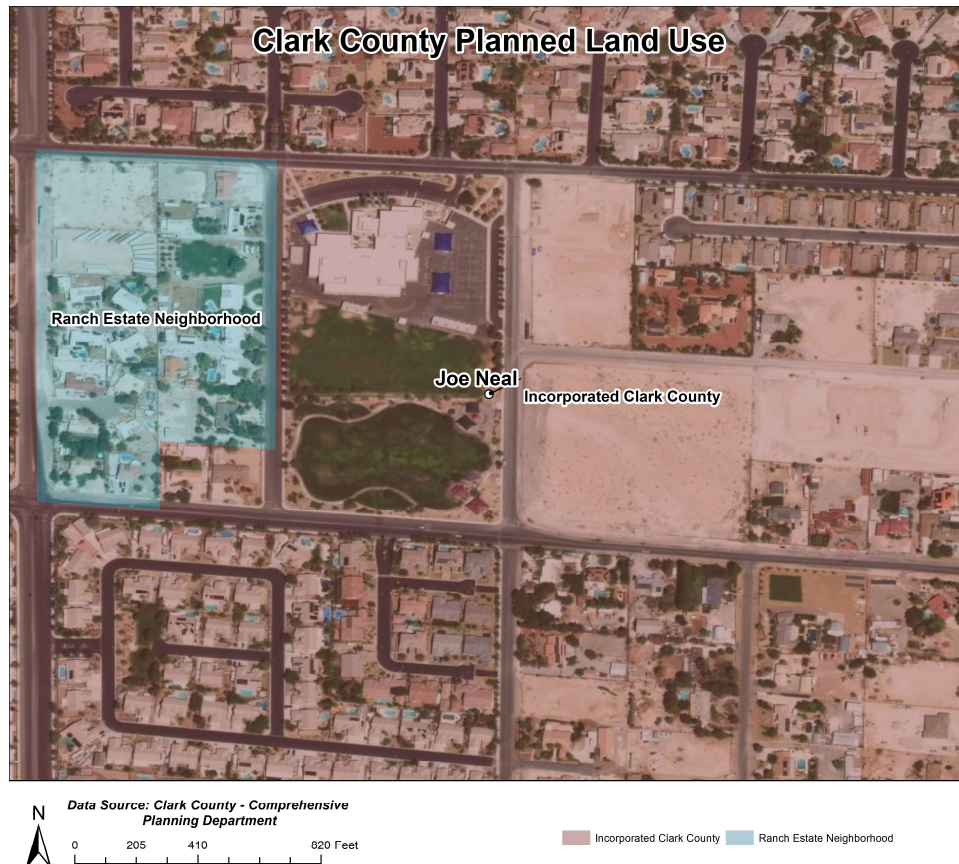 Clark County Planned Land Use
Ranch Estate Neighborhood
Joe Neal
Incorporated Clark County
N
Data Source: Clark County - Comprehensive
Planning Department
0 205 410 820 Feet
Incorporated Clark County
Ranch Estate Neighborhood